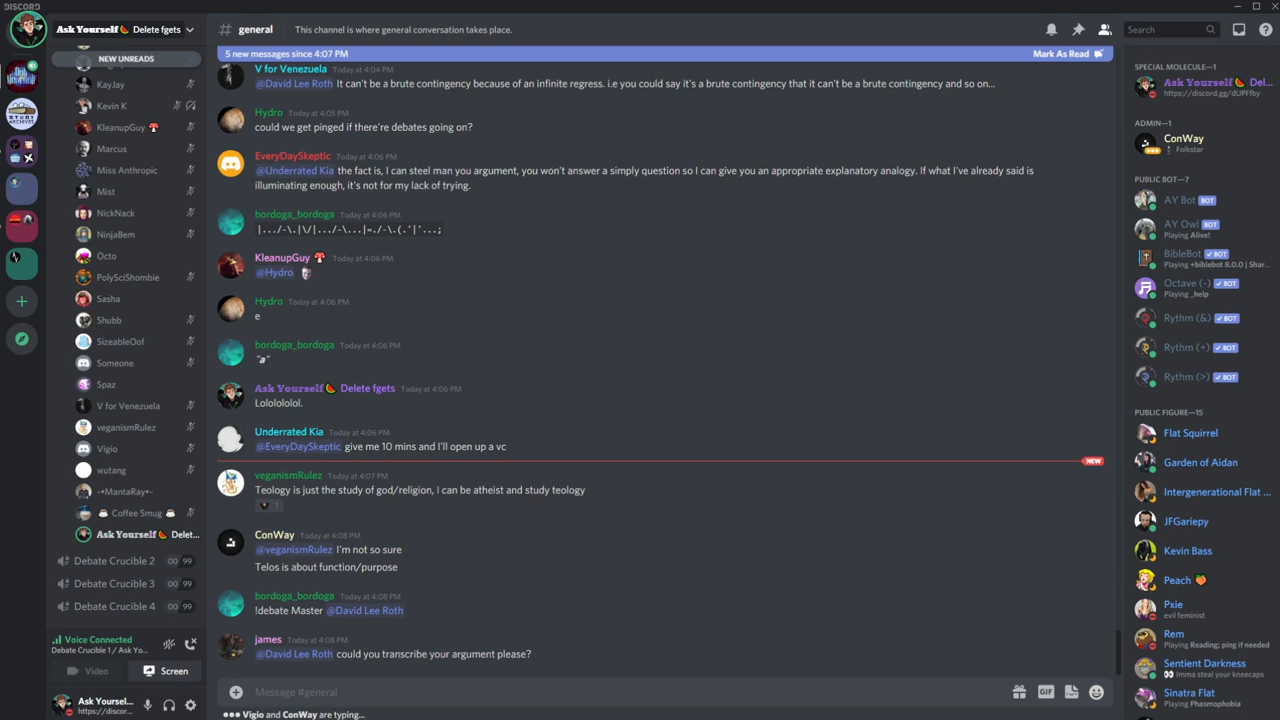 DISCORD
Ask Yourself🍉 Delete fgets
# general
This channel is where general conversation takes place.
Search
NEW UNREADS
KayJay
Kevin K
KleanupGuy 🍄
Marcus
Miss Anthropic
Mist
NickNack
NinjaBem
Octo
PolySciShombie
Sasha
Shubb
SizeableOof
Someone
Spaz
V for Venezuela
veganismRulez
Vigio
wutang
-•MantaRay•-
☕ Coffee Smug ☕
Ask Yourself🍉 Delet...
Debate Crucible 2 00 99
Debate Crucible 3 00 99
Debate Crucible 4 00 99
Voice Connected
Debate Crucible 1 / Ask Yo...
Video
Screen
Ask Yoursel...
https://discor...
5 new messages since 4:07 PM
Mark As Read
V for Venezuela Today at 4:04 PM
@David Lee Roth It can't be a brute contingency because of an infinite regress. i.e you could say it's a brute contingency that it can't be a brute contingency and so on...
Hydro Today at 4:05 PM
could we get pinged if there're debates going on?
EveryDaySkeptic Today at 4:06 PM
@Underrated Kia the fact is, I can steel man you argument, you won't answer a simply question so I can give you an appropriate explanatory analogy. If what I've already said is
illuminating enough, it's not for my lack of trying.
bordoga_bordoga Today at 4:06 PM
|.../-\.|\/|.../-\...|=./-\.(.'|'...;
KleanupGuy 🍄 Today at 4:06 PM
@Hydro
Hydro Today at 4:06 PM
e
bordoga_bordoga Today at 4:06 PM
"a"
Ask Yourself🍉 Delete fgets Today at 4:06 PM
Lolololol.
Underrated Kia Today at 4:06 PM
@EveryDaySkeptic give me 10 mins and I'll open up a vc
NEW
veganismRulez Today at 4:07 PM
Teology is just the study of god/religion, I can be atheist and study teology
1
ConWay Today at 4:08 PM
@veganismRulez I'm not so sure
Telos is about function/purpose
bordoga_bordoga Today at 4:08 PM
!debate Master @David Lee Roth
james Today at 4:08 PM
@David Lee Roth could you transcribe your argument please?
Message #general
GIF
Vigio and ConWay are typing...
SPECIAL MOLECULE—1
Ask Yourself🍉 Del...
https://discord.gg/dUPFfby
ADMIN—1
ConWay
Folkstar
PUBLIC BOT—7
AY Bot BOT
AY Owl BOT
Playing Alive!
BibleBot ✓ BOT
Playing +biblebot 8.0.0 | Shar...
Octave (-) ✓ BOT
Playing _help
Rythm (&) ✓ BOT
Rythm (+) ✓ BOT
Rythm (>) ✓ BOT
PUBLIC FIGURE—15
Flat Squirrel
Garden of Aidan
Intergenerational Flat ...
JFGariepy
Kevin Bass
Peach 🍑
Pxie
evil feminist
Rem
Playing Reading; ping if needed
Sentient Darkness
👀 Imma steal your kneecaps
Sinatra Flat
Playing Phasmophobia